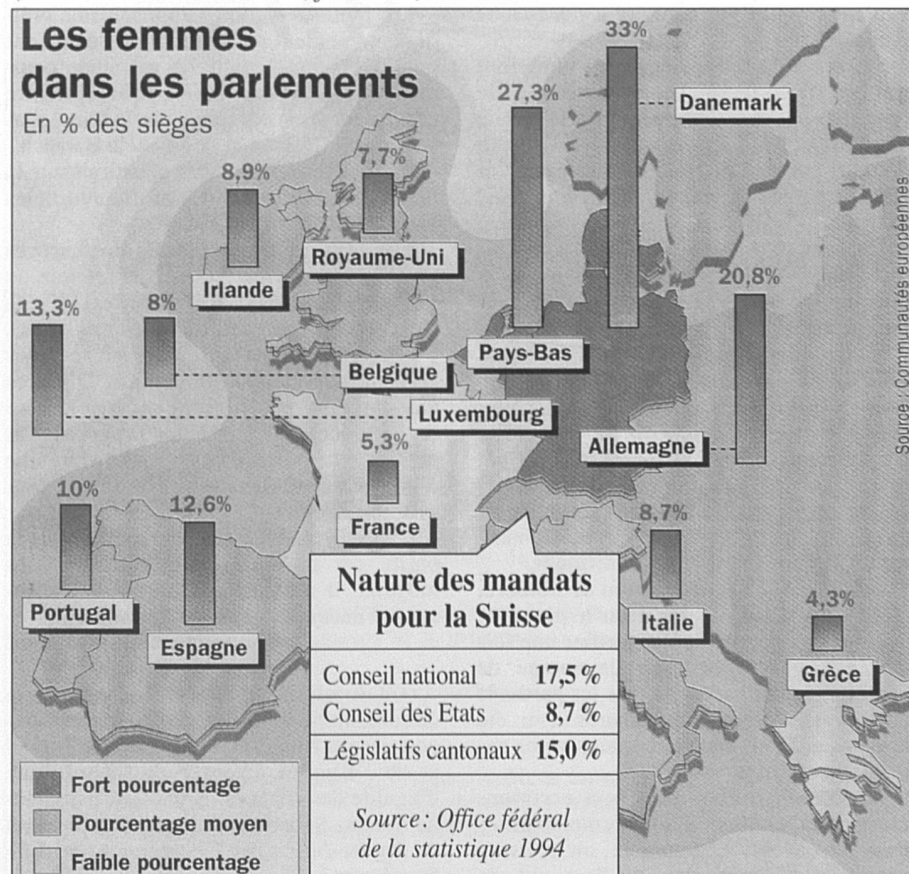 Les femmes
dans les parlements
En % des sièges
33%
27,3%
Danemark
8,9%
7,7%
Royaume-Uni
Irlande
20,8%
13,3%
8%
Pays-Bas
Belgique
Luxembourg
Allemagne
5,3%
France
10%
12,6%
8,7%
Portugal
Espagne
Italie
4,3%
Grèce
Nature des mandats
pour la Suisse
Conseil national 17,5 %
Conseil des Etats 8,7 %
Législatifs cantonaux 15,0 %
Source : Office fédéral
de la statistique 1994
Fort pourcentage
Pourcentage moyen
Faible pourcentage
Source : Communautés européennes